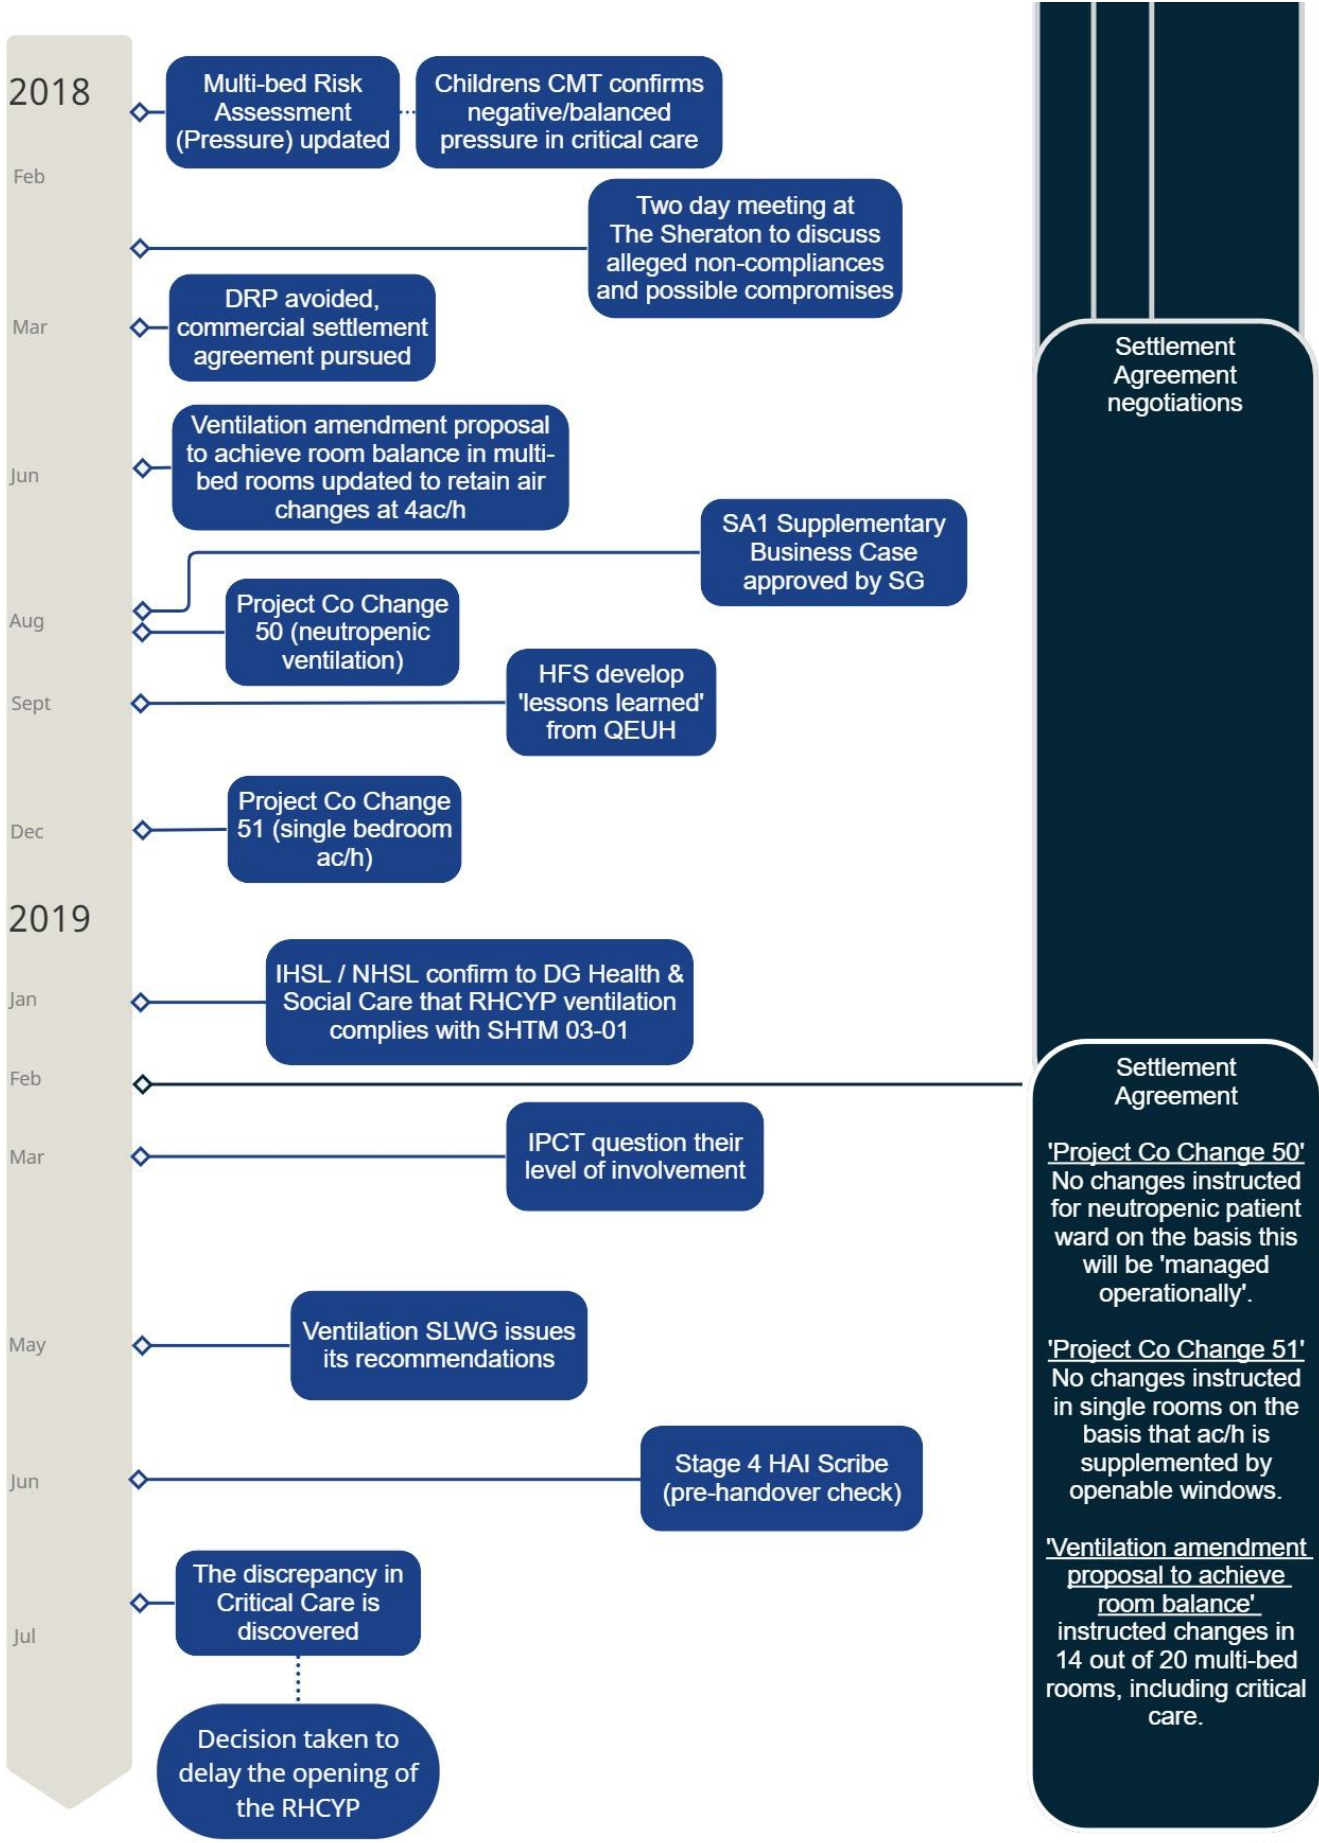 2018
Multi-bed Risk
Assessment
(Pressure) updated
Childrens CMT confirms
negative/balanced
pressure in critical care
Feb
Two day meeting at
The Sheraton to discuss
alleged non-compliances
and possible compromises
Mar
DRP avoided,
commercial settlement
agreement pursued
Settlement
Agreement
negotiations
Jun
Ventilation amendment proposal
to achieve room balance in multi-
bed rooms updated to retain air
changes at 4ac/h
SA1 Supplementary
Business Case
approved by SG
Aug
Project Co Change
50 (neutropenic
ventilation)
Sept
HFS develop
'lessons learned'
from QEUH
Dec
Project Co Change
51 (single bedroom
ac/h)
2019
Jan
IHSL / NHSL confirm to DG Health &
Social Care that RHCYP ventilation
complies with SHTM 03-01
Feb
Settlement
Agreement
'Project Co Change 50'
No changes instructed
for neutropenic patient
ward on the basis this
will be 'managed
operationally'.
'Project Co Change 51'
No changes instructed
in single rooms on the
basis that ac/h is
supplemented by
openable windows.
'Ventilation amendment
proposal to achieve
room balance'
instructed changes in
14 out of 20 multi-bed
rooms, including critical
care.
Mar
IPCT question their
level of involvement
May
Ventilation SLWG issues
its recommendations
Jun
Stage 4 HAI Scribe
(pre-handover check)
Jul
The discrepancy in
Critical Care is
discovered
Decision taken to
delay the opening of
the RHCYP